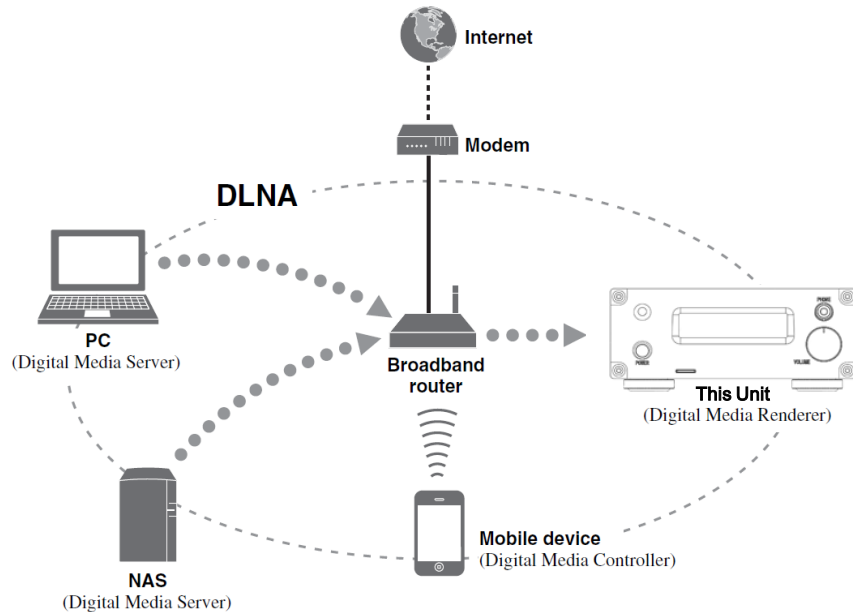 Internet
Modem
DLNA
PC
(Digital Media Server)
Broadband
router
PHONES
POWER
VOLUME
This Unit
(Digital Media Renderer)
Mobile device
(Digital Media Controller)
NAS
(Digital Media Server)